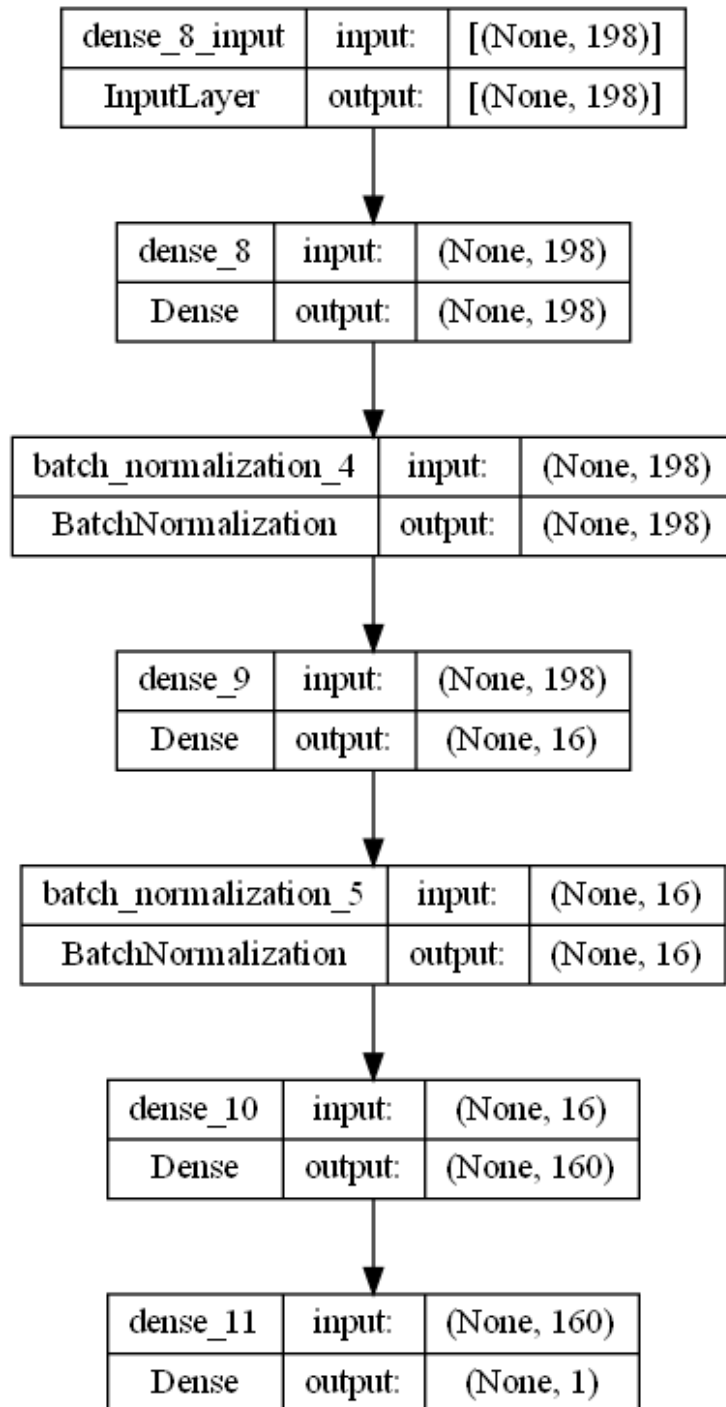 dense_8_input input: [(None, 198)]
InputLayer output: [(None, 198)]
dense_8 input: (None, 198)
Dense output: (None, 198)
batch_normalization_4 input: (None, 198)
BatchNormalization output: (None, 198)
dense_9 input: (None, 198)
Dense output: (None, 16)
batch_normalization_5 input: (None, 16)
BatchNormalization output: (None, 16)
dense_10 input: (None, 16)
Dense output: (None, 160)
dense_11 input: (None, 160)
Dense output: (None, 1)